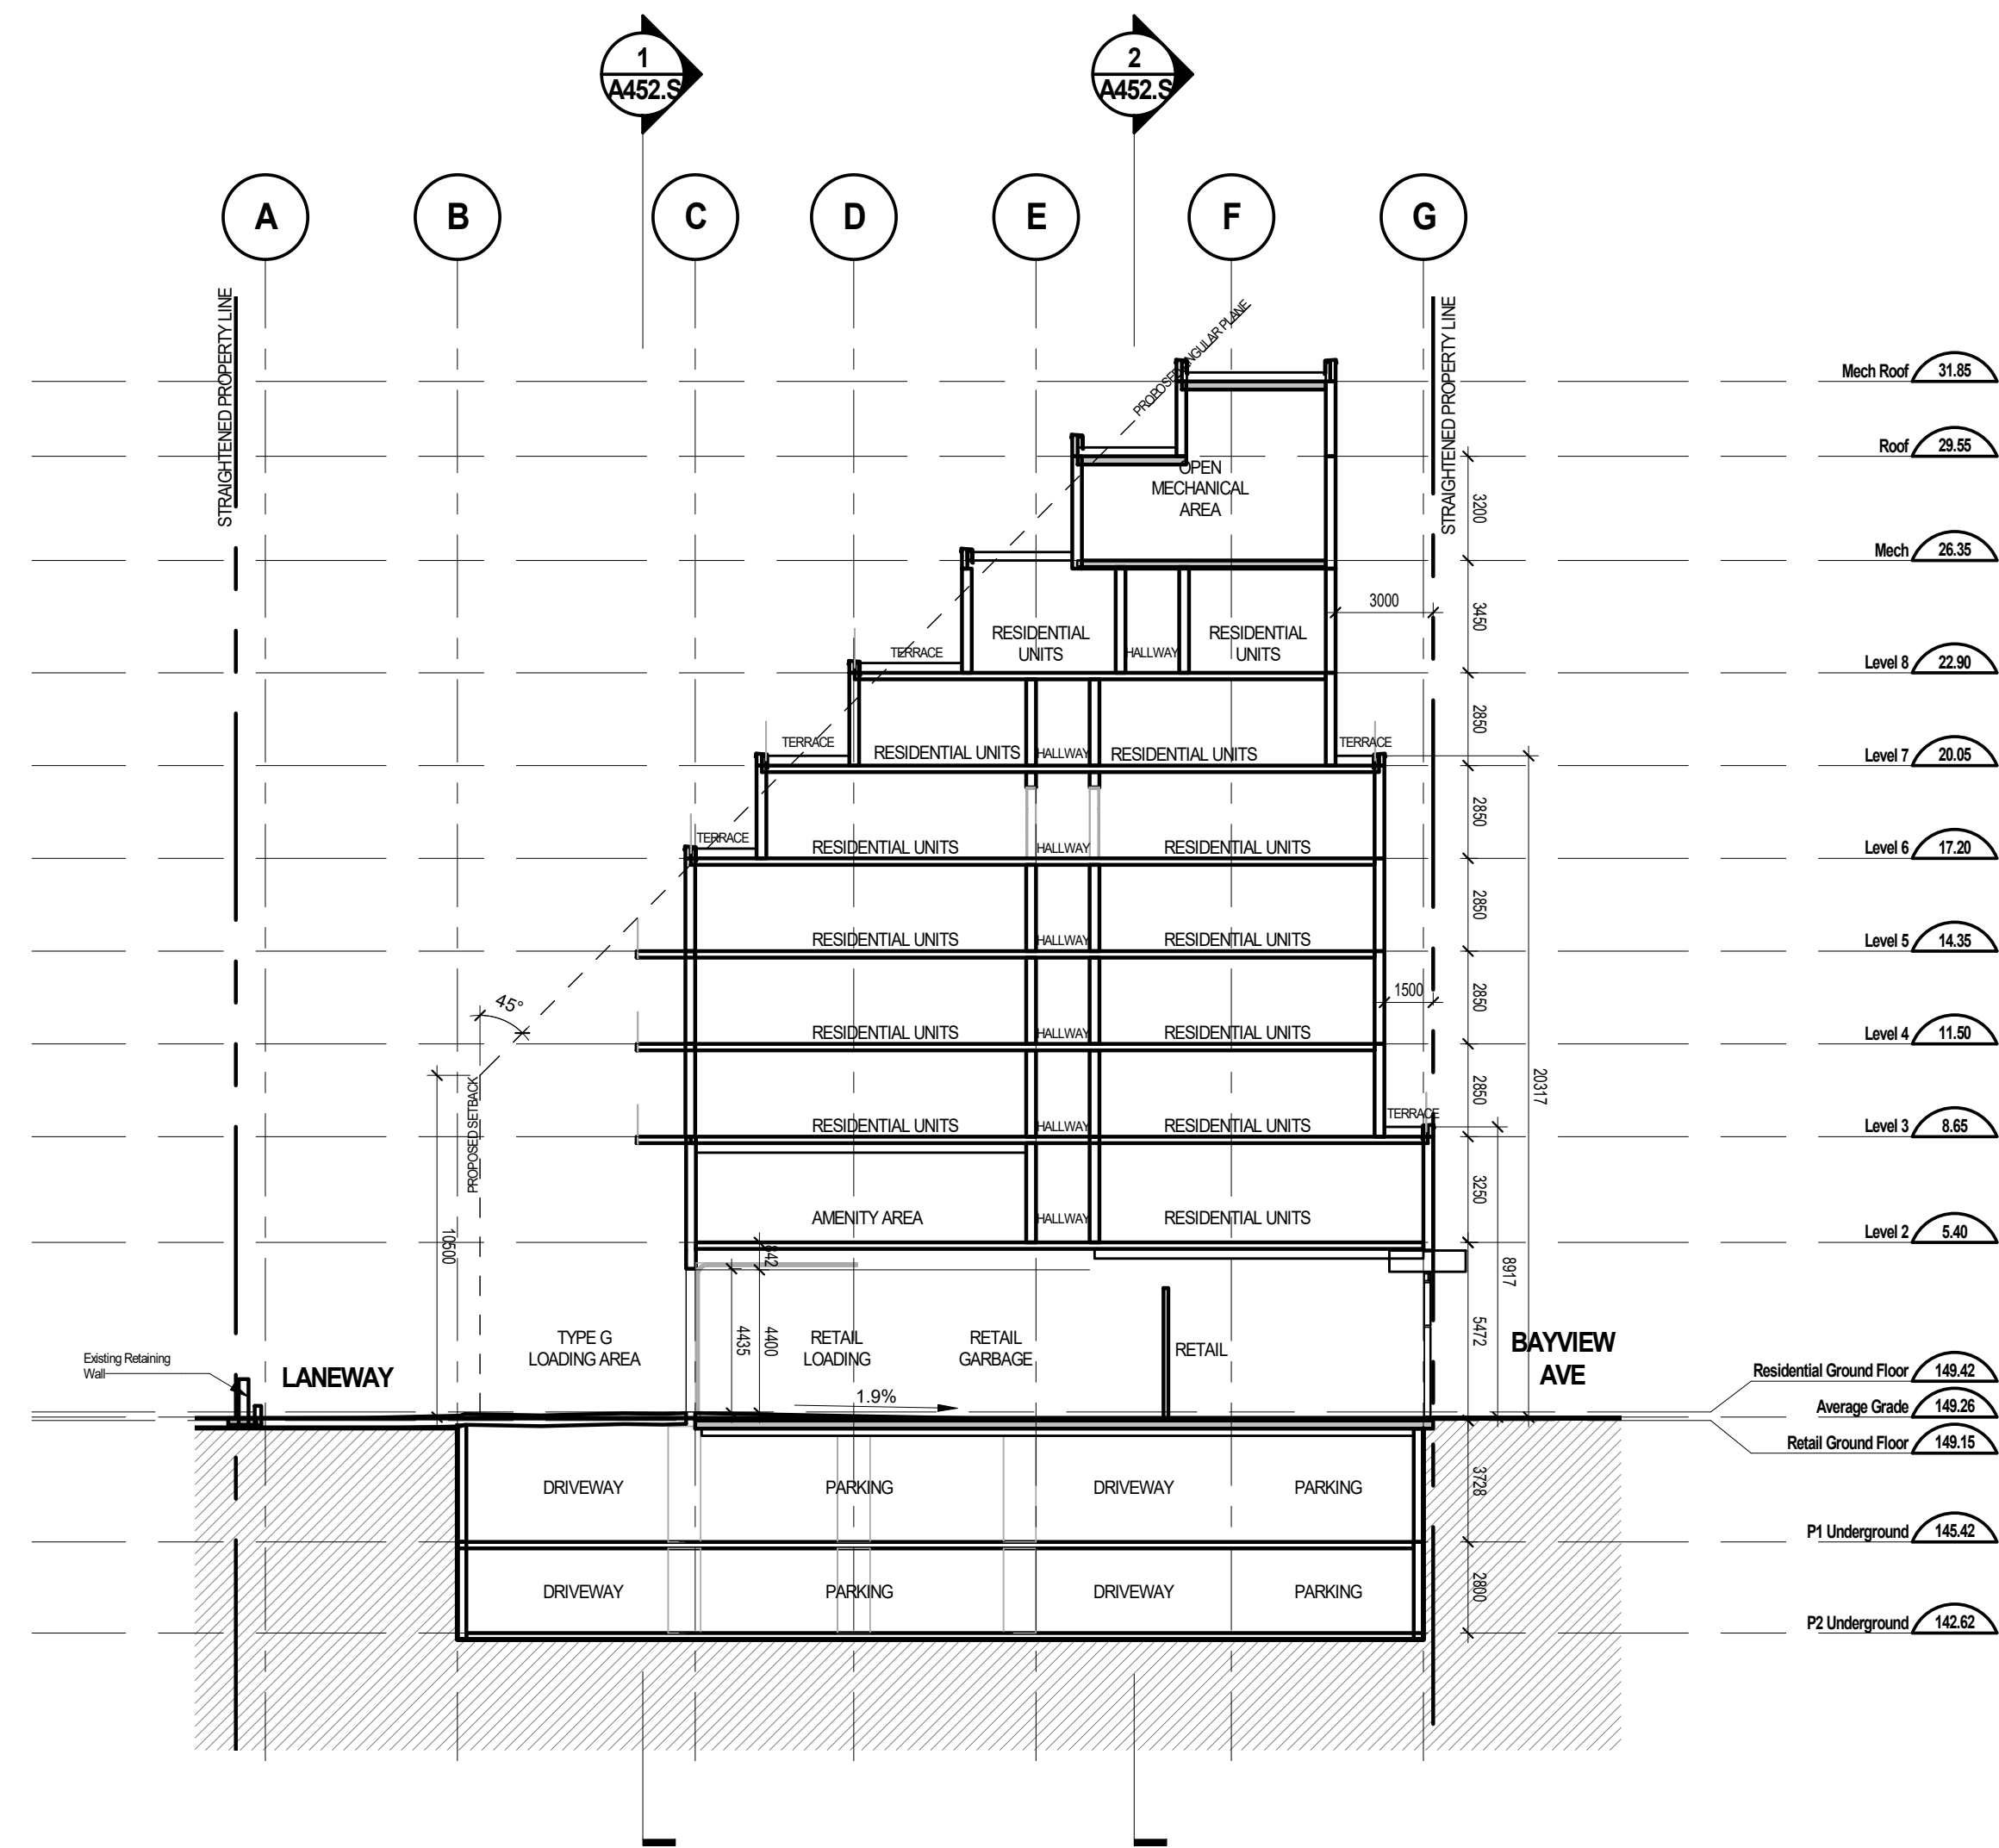 1
A452.S
2
A452.S
A
B
C
D
E
F
G
STRAIGHTENED PROPERTY LINE
PROPOSED ANGULAR PLANE
STRAIGHTENED PROPERTY LINE
Mech Roof 31.85
Roof 29.55
OPEN
MECHANICAL
AREA
3200
Mech 26.35
3000
3450
RESIDENTIAL
UNITS
HALLWAY
RESIDENTIAL
UNITS
TERRACE
Level 8 22.90
2850
TERRACE
RESIDENTIAL UNITS
HALLWAY
RESIDENTIAL UNITS
TERRACE
Level 7 20.05
2850
TERRACE
RESIDENTIAL UNITS
HALLWAY
RESIDENTIAL UNITS
Level 6 17.20
2850
RESIDENTIAL UNITS
HALLWAY
RESIDENTIAL UNITS
Level 5 14.35
45°
1500
2850
RESIDENTIAL UNITS
HALLWAY
RESIDENTIAL UNITS
Level 4 11.50
PROPOSED SETBACK
2850
20317
RESIDENTIAL UNITS
HALLWAY
RESIDENTIAL UNITS
TERRACE
Level 3 8.65
3250
AMENITY AREA
HALLWAY
RESIDENTIAL UNITS
Level 2 5.40
10500
842
8917
4435
4400
5472
TYPE G
LOADING AREA
RETAIL
LOADING
RETAIL
GARBAGE
RETAIL
BAYVIEW
AVE
Existing Retaining
Wall
LANEWAY
1.9%
Residential Ground Floor 149.42
Average Grade 149.26
Retail Ground Floor 149.15
3728
DRIVEWAY
PARKING
DRIVEWAY
PARKING
P1 Underground 145.42
2800
DRIVEWAY
PARKING
DRIVEWAY
PARKING
P2 Underground 142.62